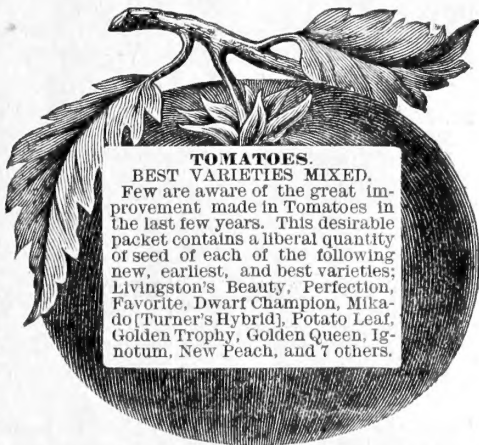 TOMATOES.
BEST VARIETIES MIXED.
Few are aware of the great im-
provement made in Tomatoes in
the last few years. This desirable
packet contains a liberal quantity
of seed of each of the following
new, earliest, and best varieties;
Livingston's Beauty, Perfection,
Favorite, Dwarf Champion, Mika-
do [Turner's Hybrid], Potato Leaf,
Golden Trophy, Golden Queen, Ig-
notum, New Peach, and 7 others.